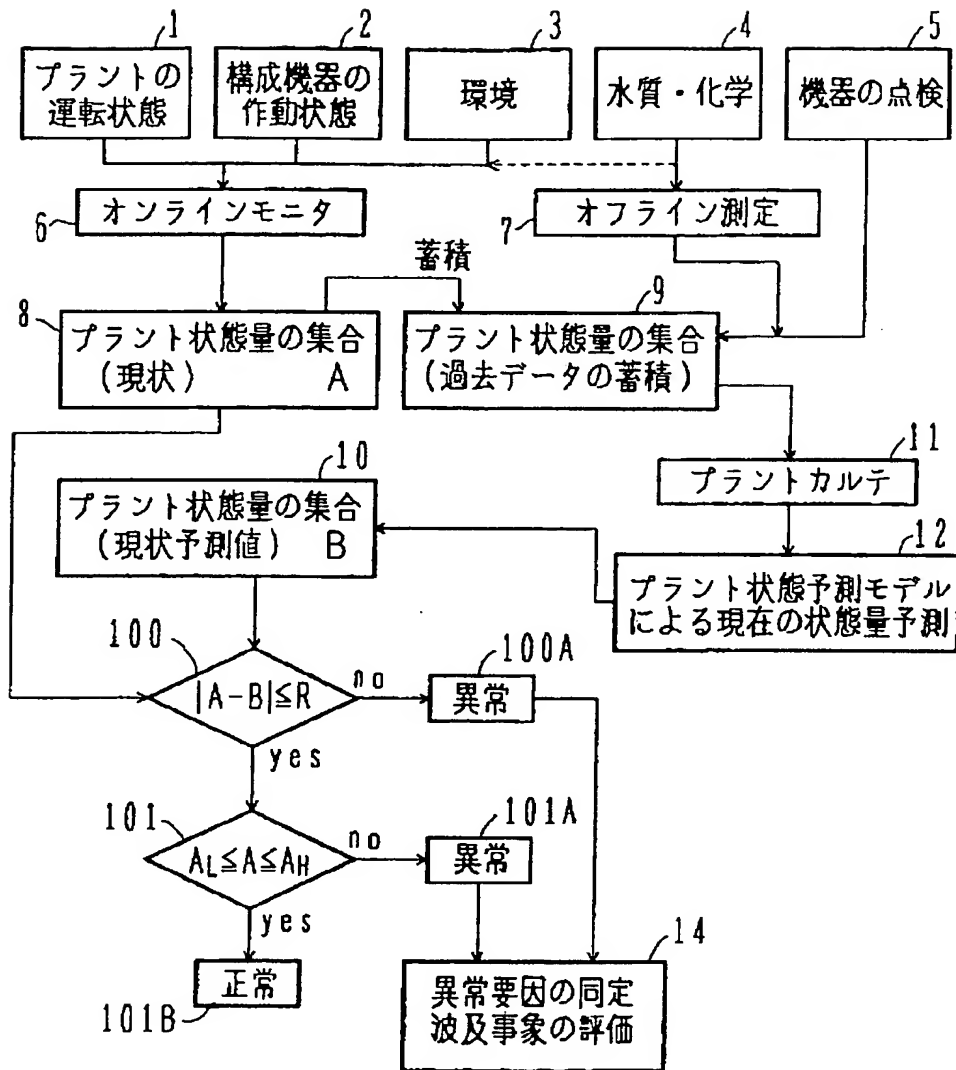 1
プラントの
運転状態
2
構成機器の
作動状態
3
環境
4
水質・化学
5
機器の点検
6
オンラインモニタ
7
オフライン測定
蓄積
8
プラント状態量の集合
(現状) A
9
プラント状態量の集合
(過去データの蓄積)
10
プラント状態量の集合
(現状予測値) B
11
プラントカルテ
12
プラント状態予測モデル
による現在の状態量予測
100
|A-B|≦R
no
100A
異常
yes
101
AL≦A≦AH
no
101A
異常
yes
正常
101B
14
異常要因の同定
波及事象の評価